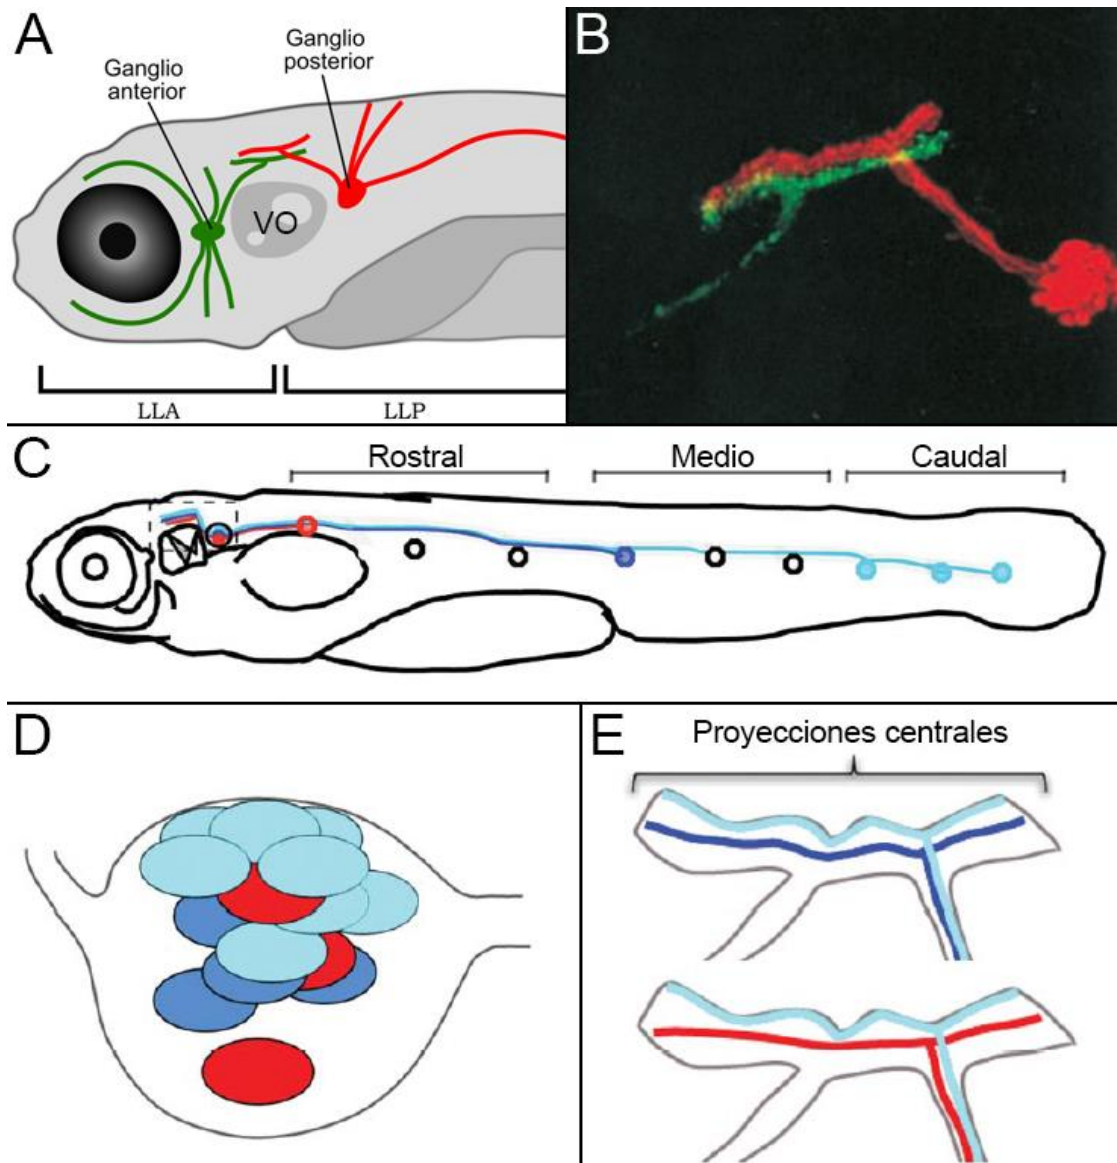 A
Ganglio
anterior
Ganglio
posterior
VO
LLA
LLP
B
C
Rostral
Medio
Caudal
D
E
Proyecciones centrales